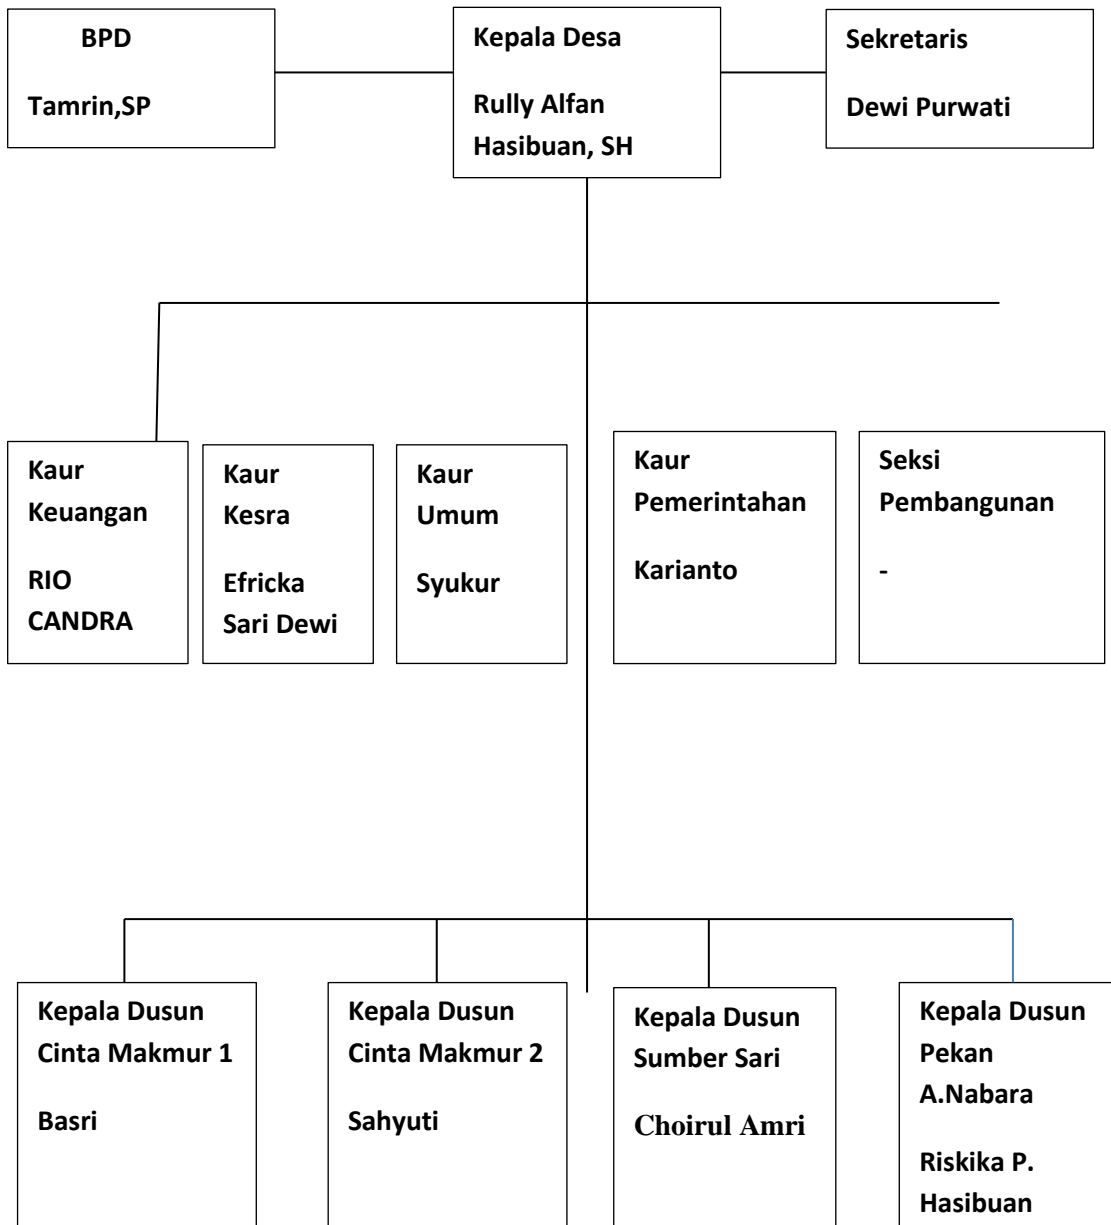 BPD
Tamrin,SP
Kepala Desa
Rully Alfan
Hasibuan, SH
Sekretaris
Dewi Purwati
Kaur
Keuangan
RIO
CANDRA
Kaur
Kesra
Efricka
Sari Dewi
Kaur
Umum
Syukur
Kaur
Pemerintahan
Karianto
Seksi
Pembangunan
-
Kepala Dusun
Cinta Makmur 1
Basri
Kepala Dusun
Cinta Makmur 2
Sahyuti
Kepala Dusun
Sumber Sari
Choirul Amri
Kepala Dusun
Pekan
A.Nabara
Riskika P.
Hasibuan